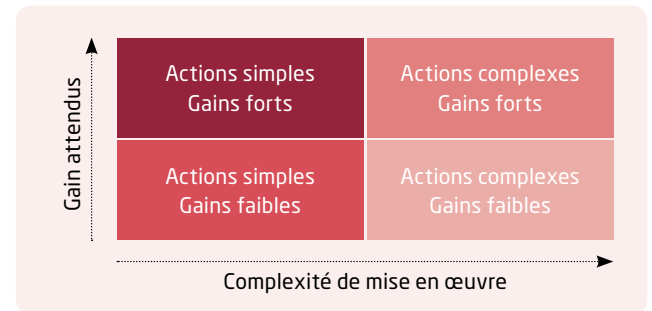 Gain attendus
Actions simples
Gains forts
Actions complexes
Gains forts
Actions simples
Gains faibles
Actions complexes
Gains faibles
Complexité de mise en œuvre